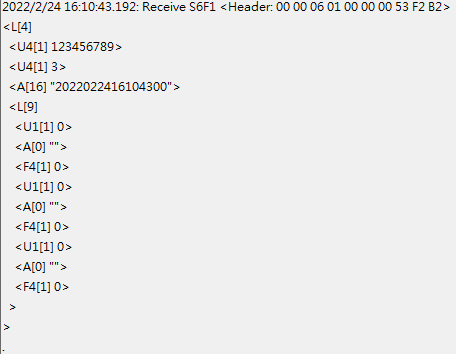 2022/2/24 16:10:43.192: Receive S6F1 <Header: 00 00 06 01 00 00 00 53 F2 B2>
<L[4]
<U4[1] 123456789>
<U4[1] 3>
<A[16] "2022022416104300">
<L[9]
<U1[1] 0>
<A[0] "">
<F4[1] 0>
<U1[1] 0>
<A[0] "">
<F4[1] 0>
<U1[1] 0>
<A[0] "">
<F4[1] 0>
>
>
.